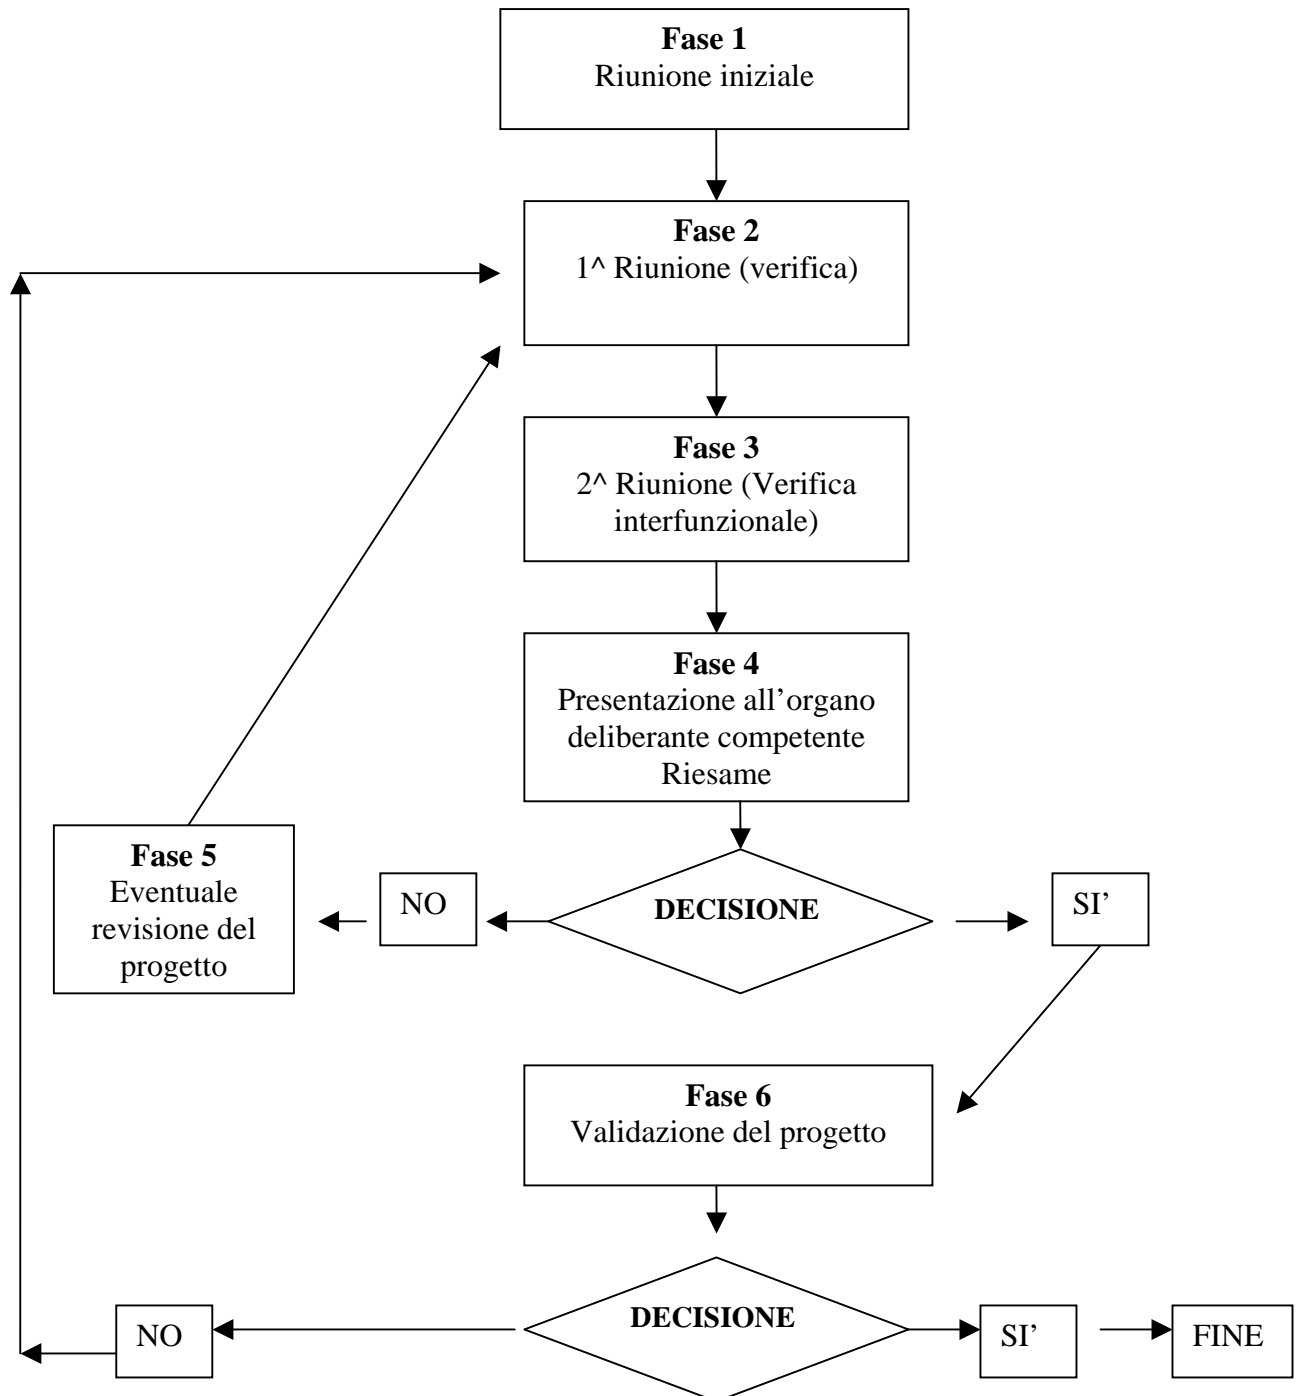 Fase 1
Riunione iniziale
Fase 2
1^ Riunione (verifica)
Fase 3
2^ Riunione (Verifica
interfunzionale)
Fase 4
Presentazione all’organo
deliberante competente
Riesame
Fase 5
Eventuale
revisione del
progetto
NO
DECISIONE
SI’
Fase 6
Validazione del progetto
NO
DECISIONE
SI’
FINE